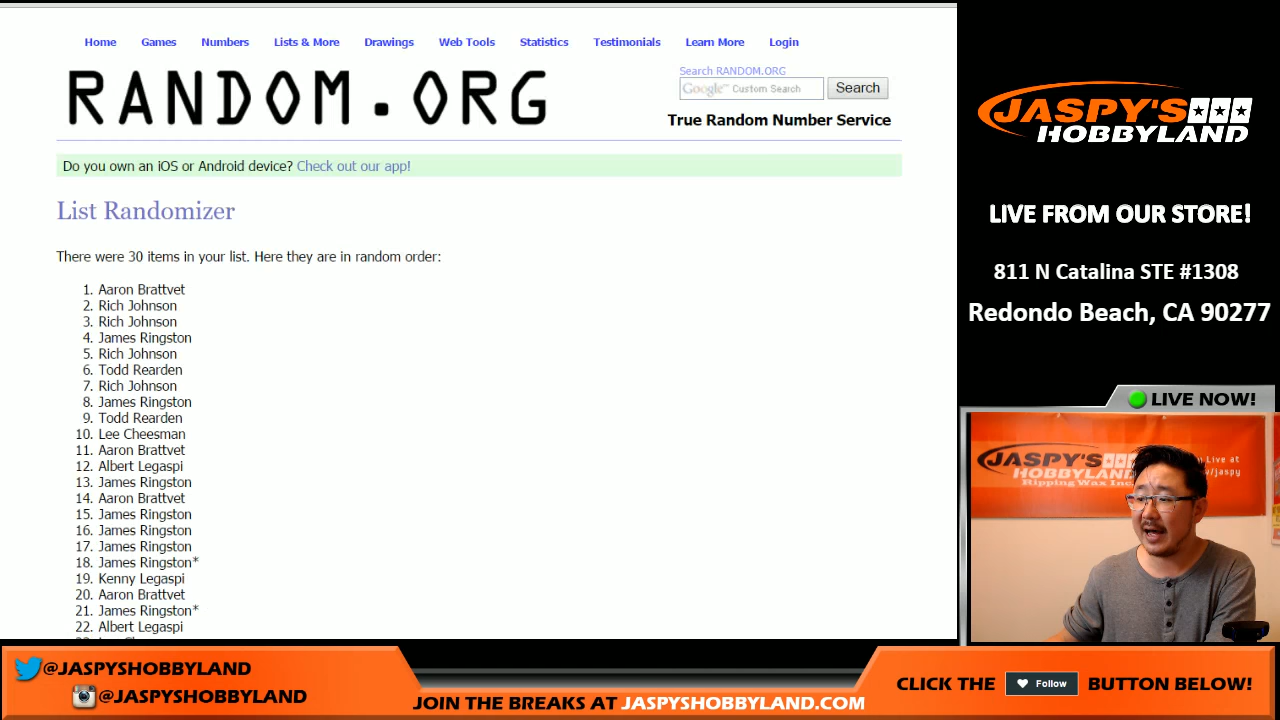 Home Games Numbers Lists & More Drawings Web Tools Statistics Testimonials Learn More Login
RANDOM.ORG
Search RANDOM.ORG
Google™ Custom Search
Search
True Random Number Service
Do you own an iOS or Android device? Check out our app!
List Randomizer
There were 30 items in your list. Here they are in random order:
1. Aaron Brattvet
2. Rich Johnson
3. Rich Johnson
4. James Ringston
5. Rich Johnson
6. Todd Rearden
7. Rich Johnson
8. James Ringston
9. Todd Rearden
10. Lee Cheesman
11. Aaron Brattvet
12. Albert Legaspi
13. James Ringston
14. Aaron Brattvet
15. James Ringston
16. James Ringston
17. James Ringston
18. James Ringston*
19. Kenny Legaspi
20. Aaron Brattvet
21. James Ringston*
22. Albert Legaspi
JASPY'S
HOBBYLAND
LIVE FROM OUR STORE!
811 N Catalina STE #1308
Redondo Beach, CA 90277
LIVE NOW!
JASPY'S
HOBBYLAND
Ripping Wax
Live at
/jaspy
@JASPYSHOBBYLAND
@JASPYSHOBBYLAND
JOIN THE BREAKS AT JASPYSHOBBYLAND.COM
CLICK THE Follow BUTTON BELOW!